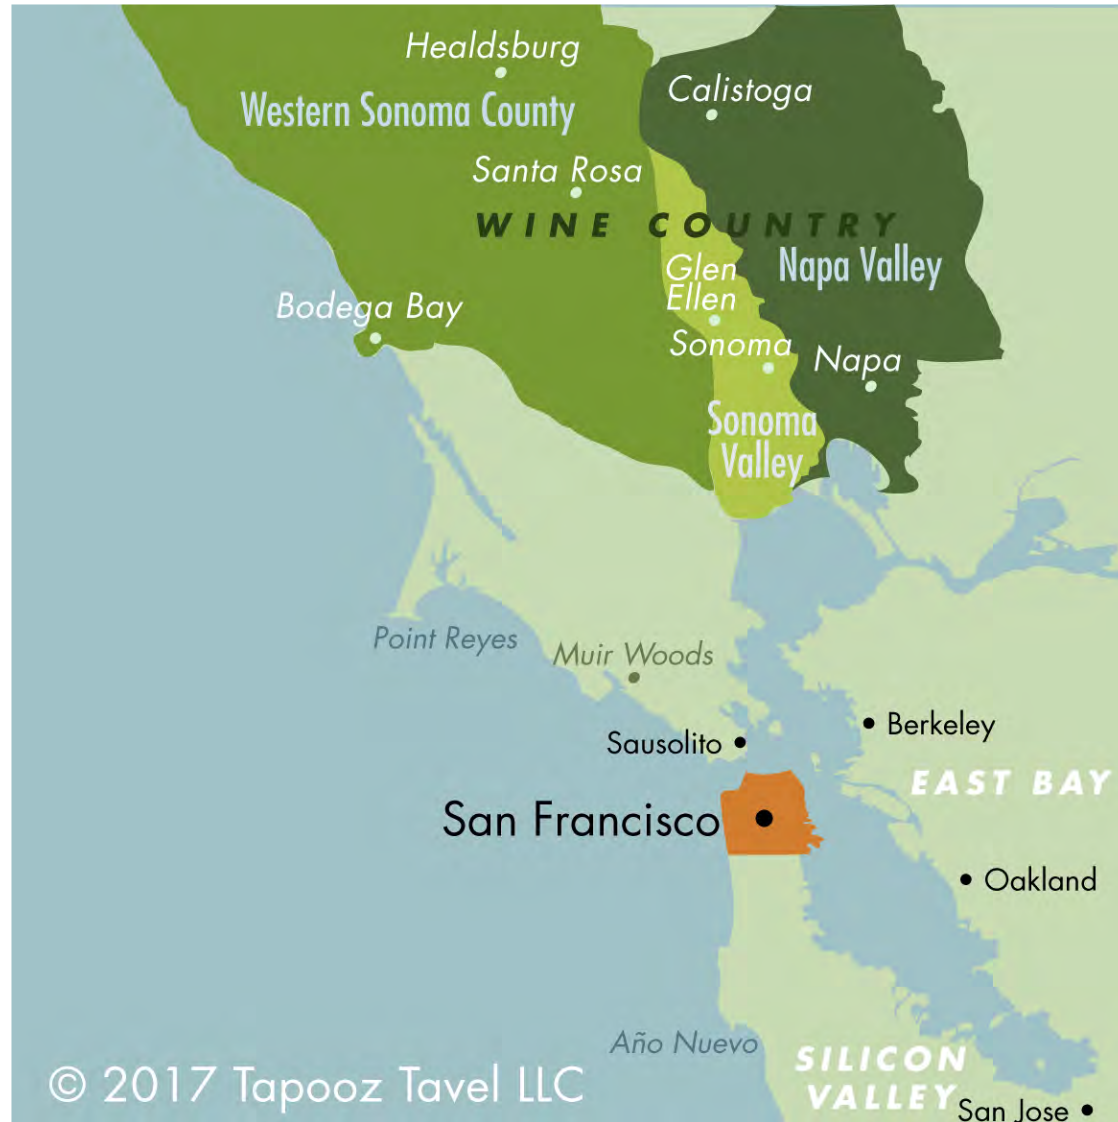 Healdsburg
Calistoga
Western Sonoma County
Santa Rosa
WINE COUNTRY
Glen
Ellen
Napa Valley
Bodega Bay
Sonoma
Napa
Sonoma
Valley
Point Reyes
Muir Woods
Sausolito
Berkeley
EAST BAY
San Francisco
Oakland
Año Nuevo
SILICON
VALLEY
© 2017 Tapooz Tavel LLC
San Jose